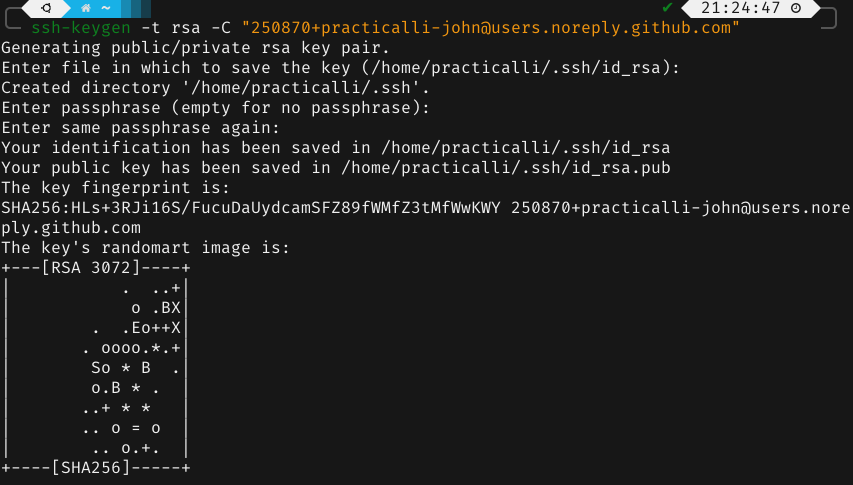 ~ ✔ 21:24:47
ssh-keygen -t rsa -C "250870+practicalli-john@users.noreply.github.com"
Generating public/private rsa key pair.
Enter file in which to save the key (/home/practicalli/.ssh/id_rsa):
Created directory '/home/practicalli/.ssh'.
Enter passphrase (empty for no passphrase):
Enter same passphrase again:
Your identification has been saved in /home/practicalli/.ssh/id_rsa
Your public key has been saved in /home/practicalli/.ssh/id_rsa.pub
The key fingerprint is:
SHA256:HLs+3RJi16S/FucuDaUydcamSFZ89fWMfZ3tMfWwKWY 250870+practicalli-john@users.nore
ply.github.com
The key's randomart image is:
+---[RSA 3072]----+
|            .  ..+|
|             o .BX|
|         .  .Eo++X|
|        . oooo.*.+|
|         So * B  .|
|         o.B * .  |
|        ..+ * *   |
|        .. o = o  |
|         .. o.+.  |
+----[SHA256]-----+